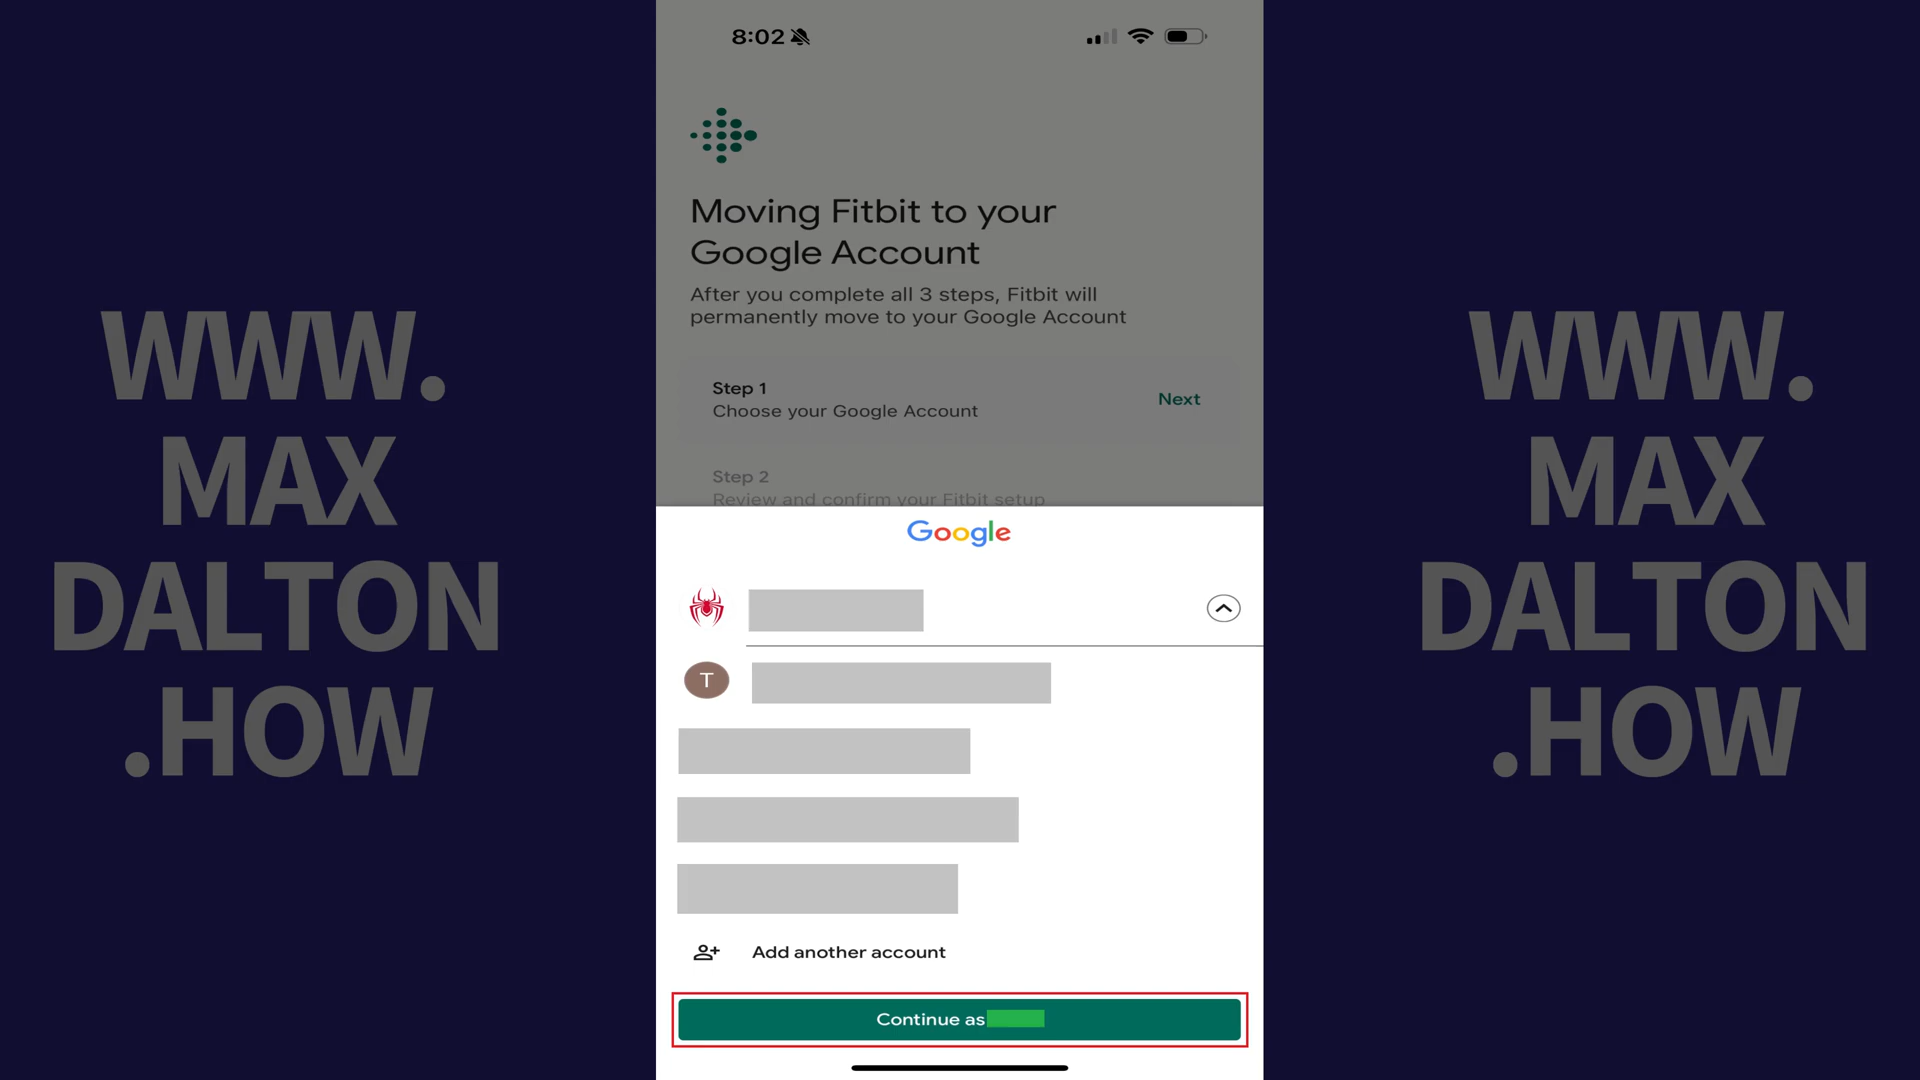 WWW.
MAX
DALTON
.HOW
8:02
Moving Fitbit to your
Google Account
After you complete all 3 steps, Fitbit will
permanently move to your Google Account
Step 1
Choose your Google Account
Next
Step 2
Review and confirm your Fitbit setup
Google
T
Add another account
Continue as
WWW.
MAX
DALTON
.HOW